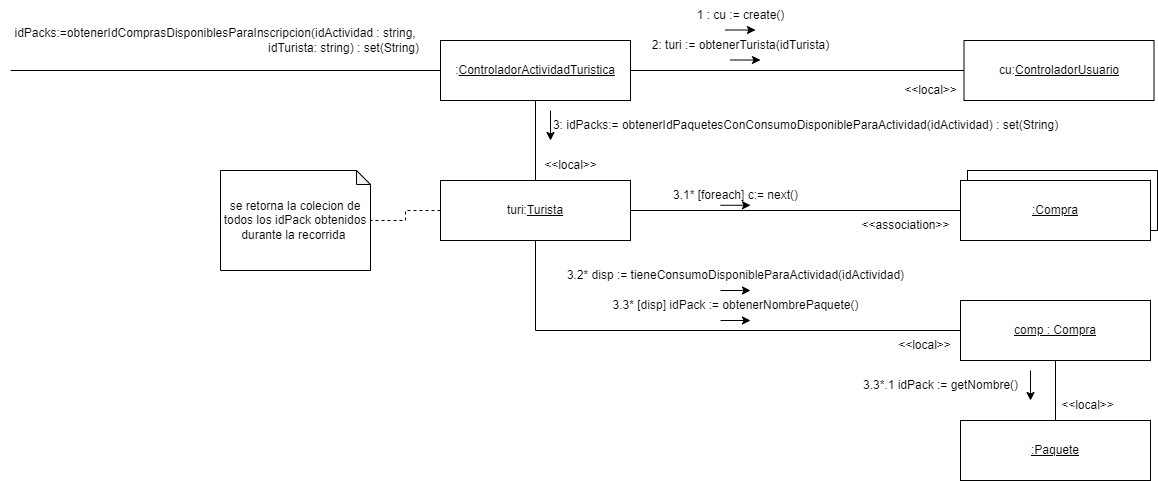 1 : cu := create()
idPacks:=obtenerIdComprasDisponiblesParaInscripcion(idActividad : string,
idTurista: string) : set(String)
2: turi := obtenerTurista(idTurista)
:ControladorActividadTuristica
cu:ControladorUsuario
<<local>>
3: idPacks:= obtenerIdPaquetesConConsumoDisponibleParaActividad(idActividad) : set(String)
<<local>>
se retorna la colecion de
todos los idPack obtenidos
durante la recorrida
turi:Turista
3.1* [foreach] c:= next()
:Compra
<<association>>
3.2* disp := tieneConsumoDisponibleParaActividad(idActividad)
3.3* [disp] idPack := obtenerNombrePaquete()
comp : Compra
<<local>>
3.3*.1 idPack := getNombre()
<<local>>
:Paquete